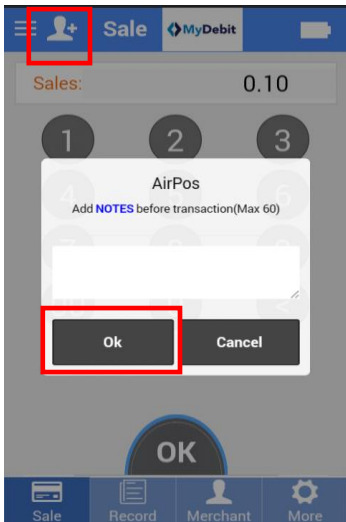 Sale MyDebit
Sales: 0.10
1 2 3
AirPos
Add NOTES before transaction(Max 60)
Ok Cancel
OK
Sale Record Merchant More